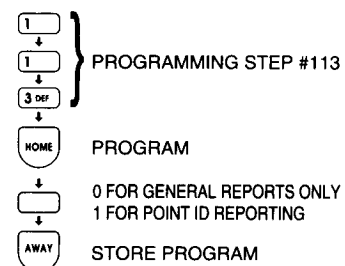 1
1
PROGRAMMING STEP #113
3 DEF
HOME PROGRAM
0 FOR GENERAL REPORTS ONLY
1 FOR POINT ID REPORTING
AWAY STORE PROGRAM